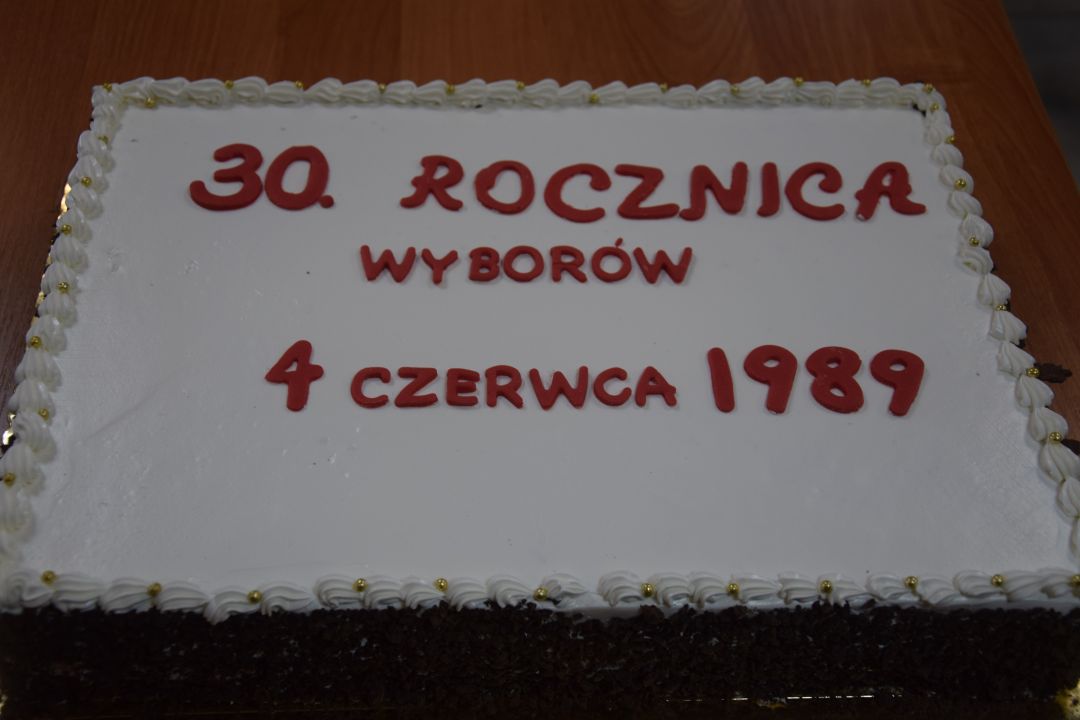 30. ROCZNICA
WYBORÓW
4 CZERWCA 1989